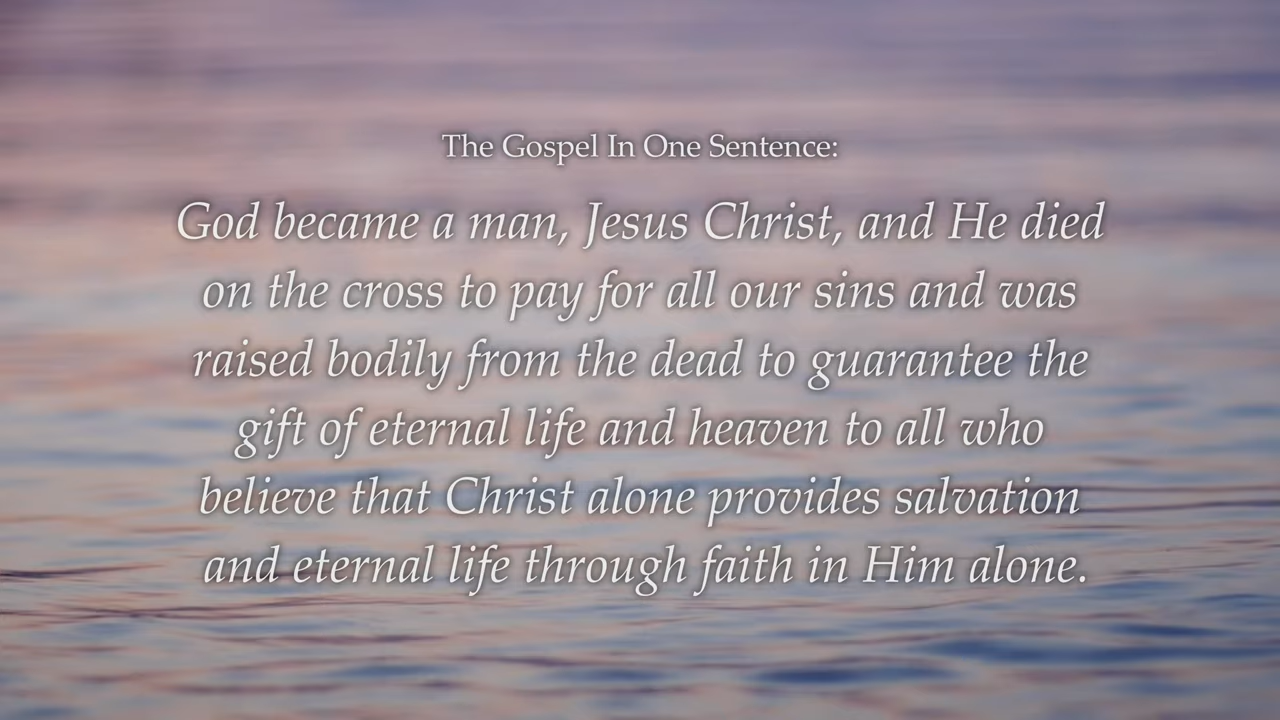 The Gospel In One Sentence:
God became a man, Jesus Christ, and He died
on the cross to pay for all our sins and was
raised bodily from the dead to guarantee the
gift of eternal life and heaven to all who
believe that Christ alone provides salvation
and eternal life through faith in Him alone.